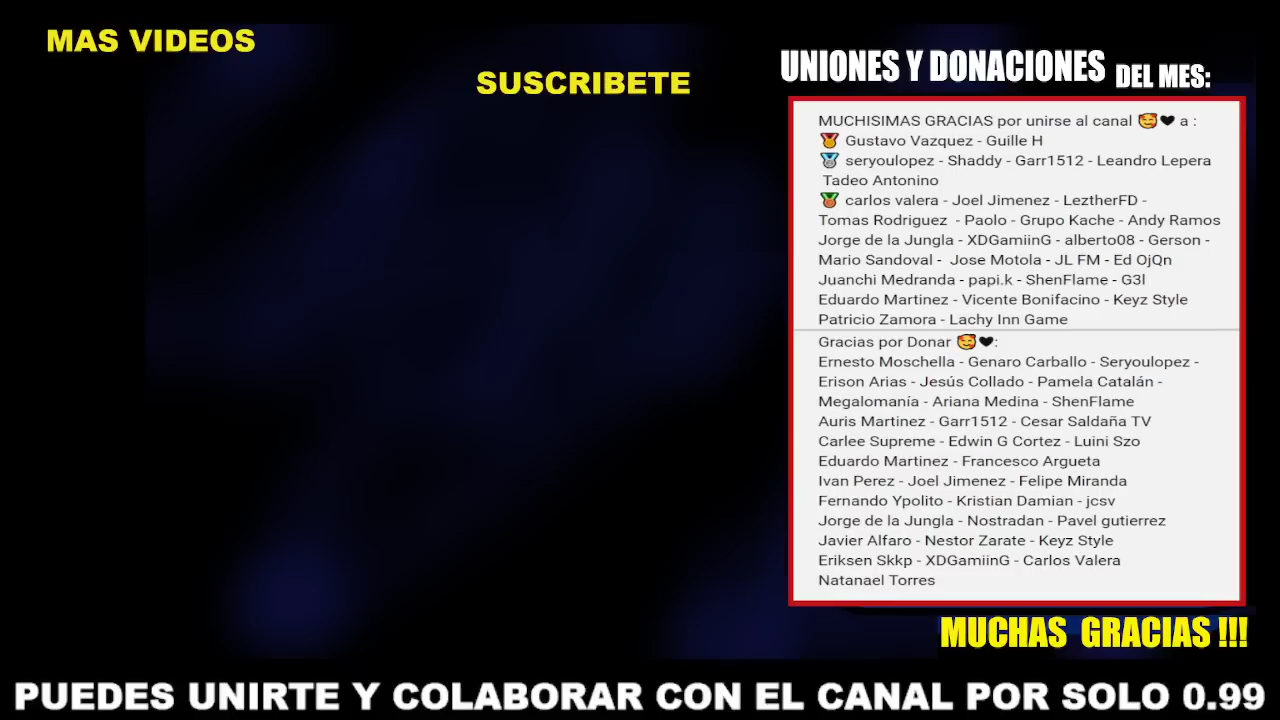 MAS VIDEOS
SUSCRIBETE
UNIONES Y DONACIONES DEL MES:
MUCHISIMAS GRACIAS por unirse al canal 🥰🖤 a :
🥇 Gustavo Vazquez - Guille H
🥈 seryoulopez - Shaddy - Garr1512 - Leandro Lepera
Tadeo Antonino
🥉 carlos valera - Joel Jimenez - LeztherFD -
Tomas Rodriguez - Paolo - Grupo Kache - Andy Ramos
Jorge de la Jungla - XDGamiinG - alberto08 - Gerson -
Mario Sandoval - Jose Motola - JL FM - Ed OjQn
Juanchi Medranda - papi.k - ShenFlame - G3l
Eduardo Martinez - Vicente Bonifacino - Keyz Style
Patricio Zamora - Lachy Inn Game
Gracias por Donar 🥰🖤:
Ernesto Moschella - Genaro Carballo - Seryoulopez -
Erison Arias - Jesús Collado - Pamela Catalán -
Megalomanía - Ariana Medina - ShenFlame
Auris Martinez - Garr1512 - Cesar Saldaña TV
Carlee Supreme - Edwin G Cortez - Luini Szo
Eduardo Martinez - Francesco Argueta
Ivan Perez - Joel Jimenez - Felipe Miranda
Fernando Ypolito - Kristian Damian - jcsv
Jorge de la Jungla - Nostradan - Pavel gutierrez
Javier Alfaro - Nestor Zarate - Keyz Style
Eriksen Skkp - XDGamiinG - Carlos Valera
Natanael Torres
MUCHAS GRACIAS !!!
PUEDES UNIRTE Y COLABORAR CON EL CANAL POR SOLO 0.99